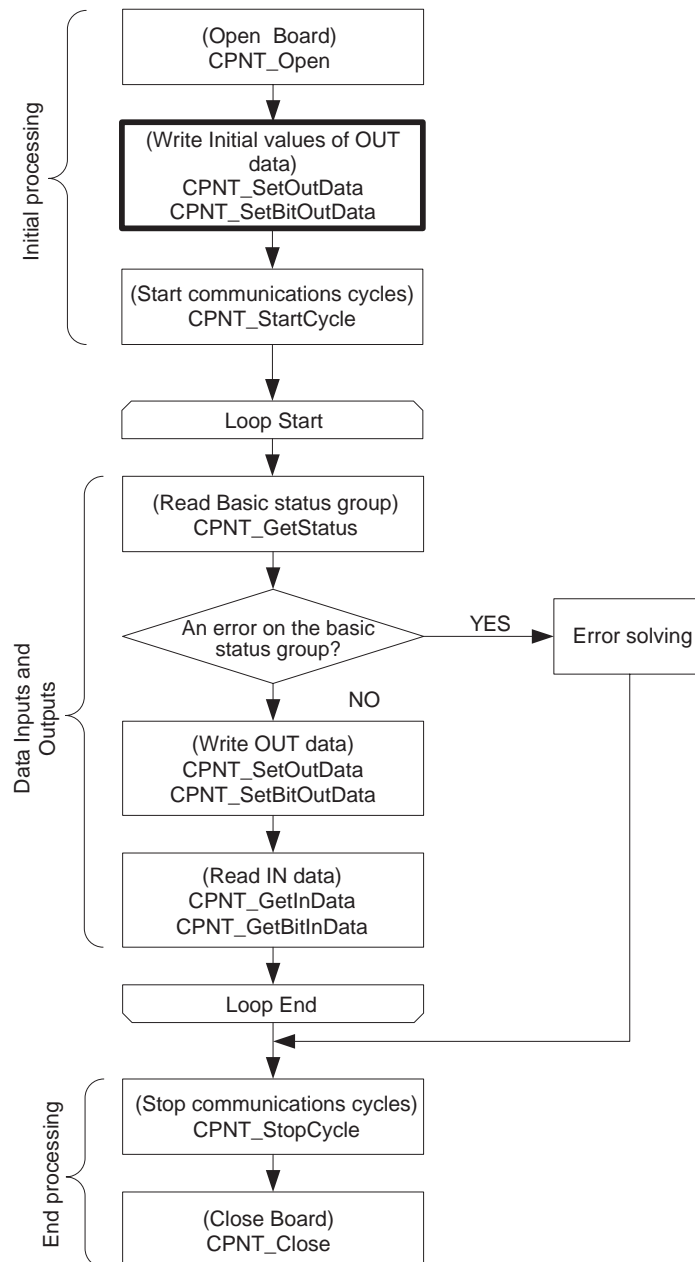 (Open Board)
CPNT_Open
(Write Initial values of OUT
data)
CPNT_SetOutData
CPNT_SetBitOutData
(Start communications cycles)
CPNT_StartCycle
Initial processing
Loop Start
(Read Basic status group)
CPNT_GetStatus
An error on the basic
status group?
YES
Error solving
NO
(Write OUT data)
CPNT_SetOutData
CPNT_SetBitOutData
(Read IN data)
CPNT_GetInData
CPNT_GetBitInData
Data Inputs and
Outputs
Loop End
(Stop communications cycles)
CPNT_StopCycle
(Close Board)
CPNT_Close
End processing